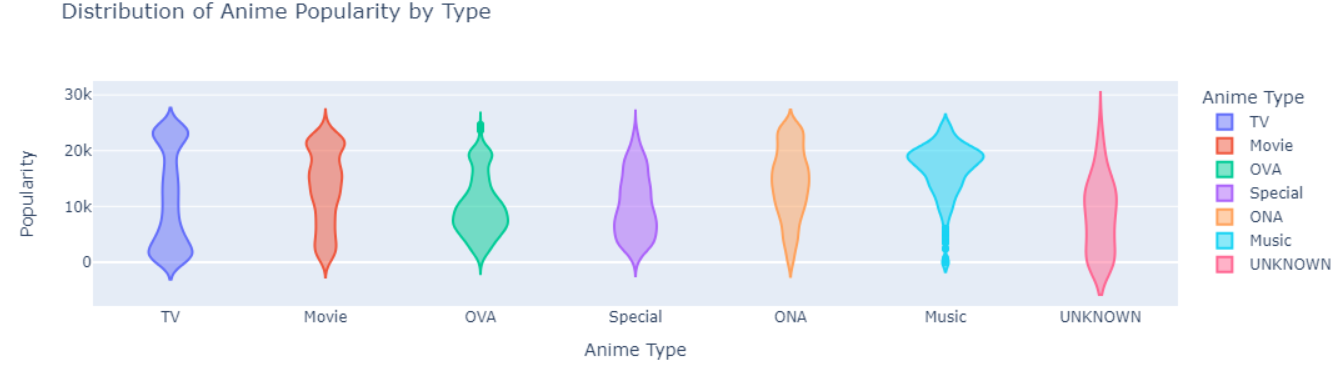 Distribution of Anime Popularity by Type
Popularity
30k
20k
10k
0
TV Movie OVA Special ONA Music UNKNOWN
Anime Type
Anime Type
TV
Movie
OVA
Special
ONA
Music
UNKNOWN